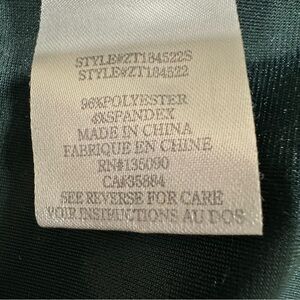 STYLE#ZT184522S
STYLE#ZT184522
96%POLYESTER
4%SPANDEX
MADE IN CHINA
FABRIQUE EN CHINE
RN#135090
CA#35884
SEE REVERSE FOR CARE
VOIR INSTRUCTIONS AU DOS